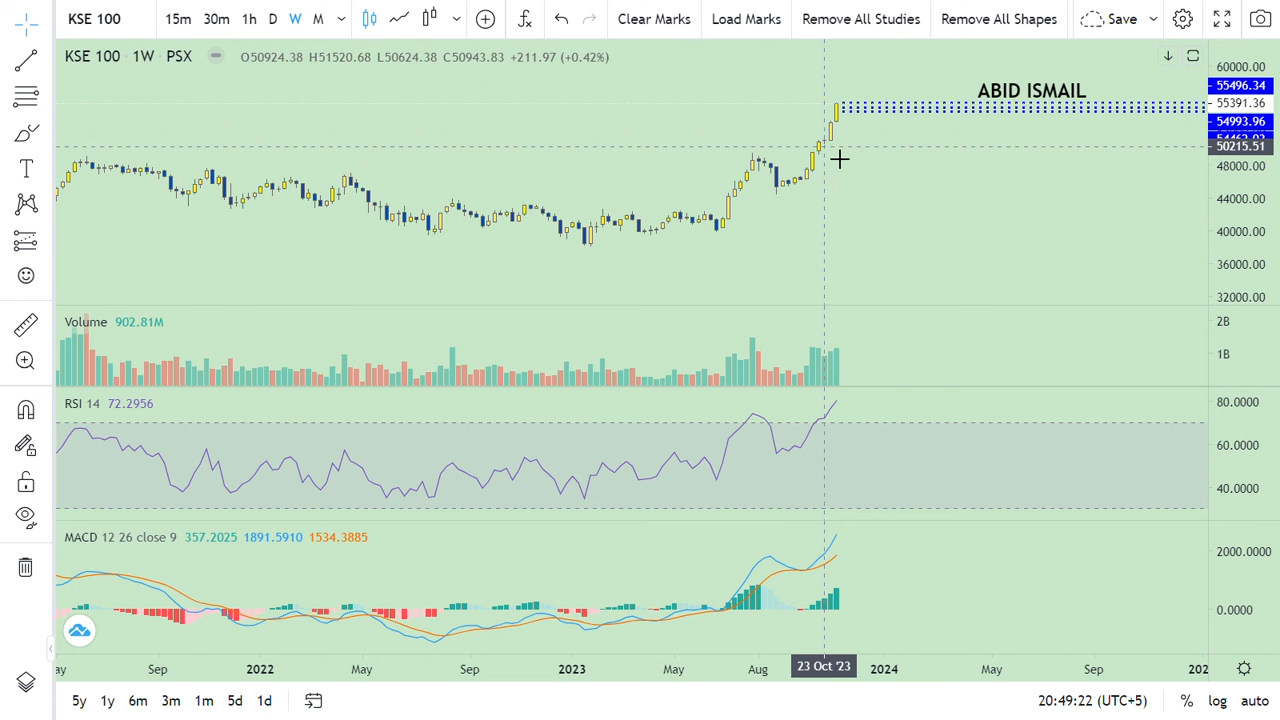 KSE 100 15m 30m 1h D W M Clear Marks Load Marks Remove All Studies Remove All Shapes Save
KSE 100 · 1W · PSX O50924.38 H51520.68 L50624.38 C50943.83 +211.97 (+0.42%)
60000.00
ABID ISMAIL
55496.34
55391.36
54993.96
50215.51
48000.00
44000.00
40000.00
36000.00
32000.00
Volume 902.81M
2B
1B
RSI 14 72.2956
80.0000
60.0000
40.0000
MACD 12 26 close 9 357.2025 1891.5910 1534.3885
2000.0000
0.0000
ay Sep 2022 May Sep 2023 May Aug 23 Oct '23 2024 May Sep 202
5y 1y 6m 3m 1m 5d 1d 20:49:22 (UTC+5) % log auto